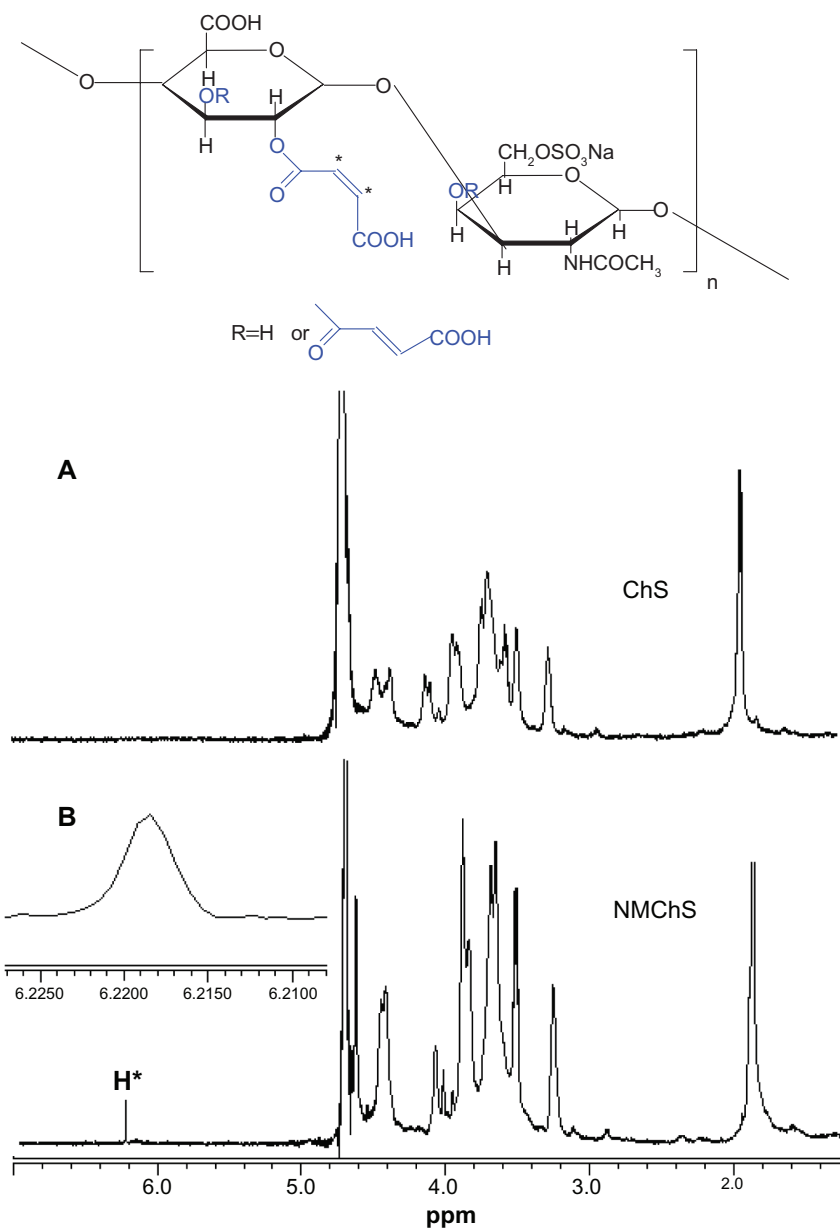 COOH
O
H
OR
H
O
O
H
O
*
O
*
COOH
CH2OSO3Na
O
OR
H
H
H
H
H
O
NHCOCH3
n
R=H or
O
COOH
A
ChS
B
NMChS
6.2250 6.2200 6.2150 6.2100
H*
6.0 5.0 4.0 3.0 2.0
ppm